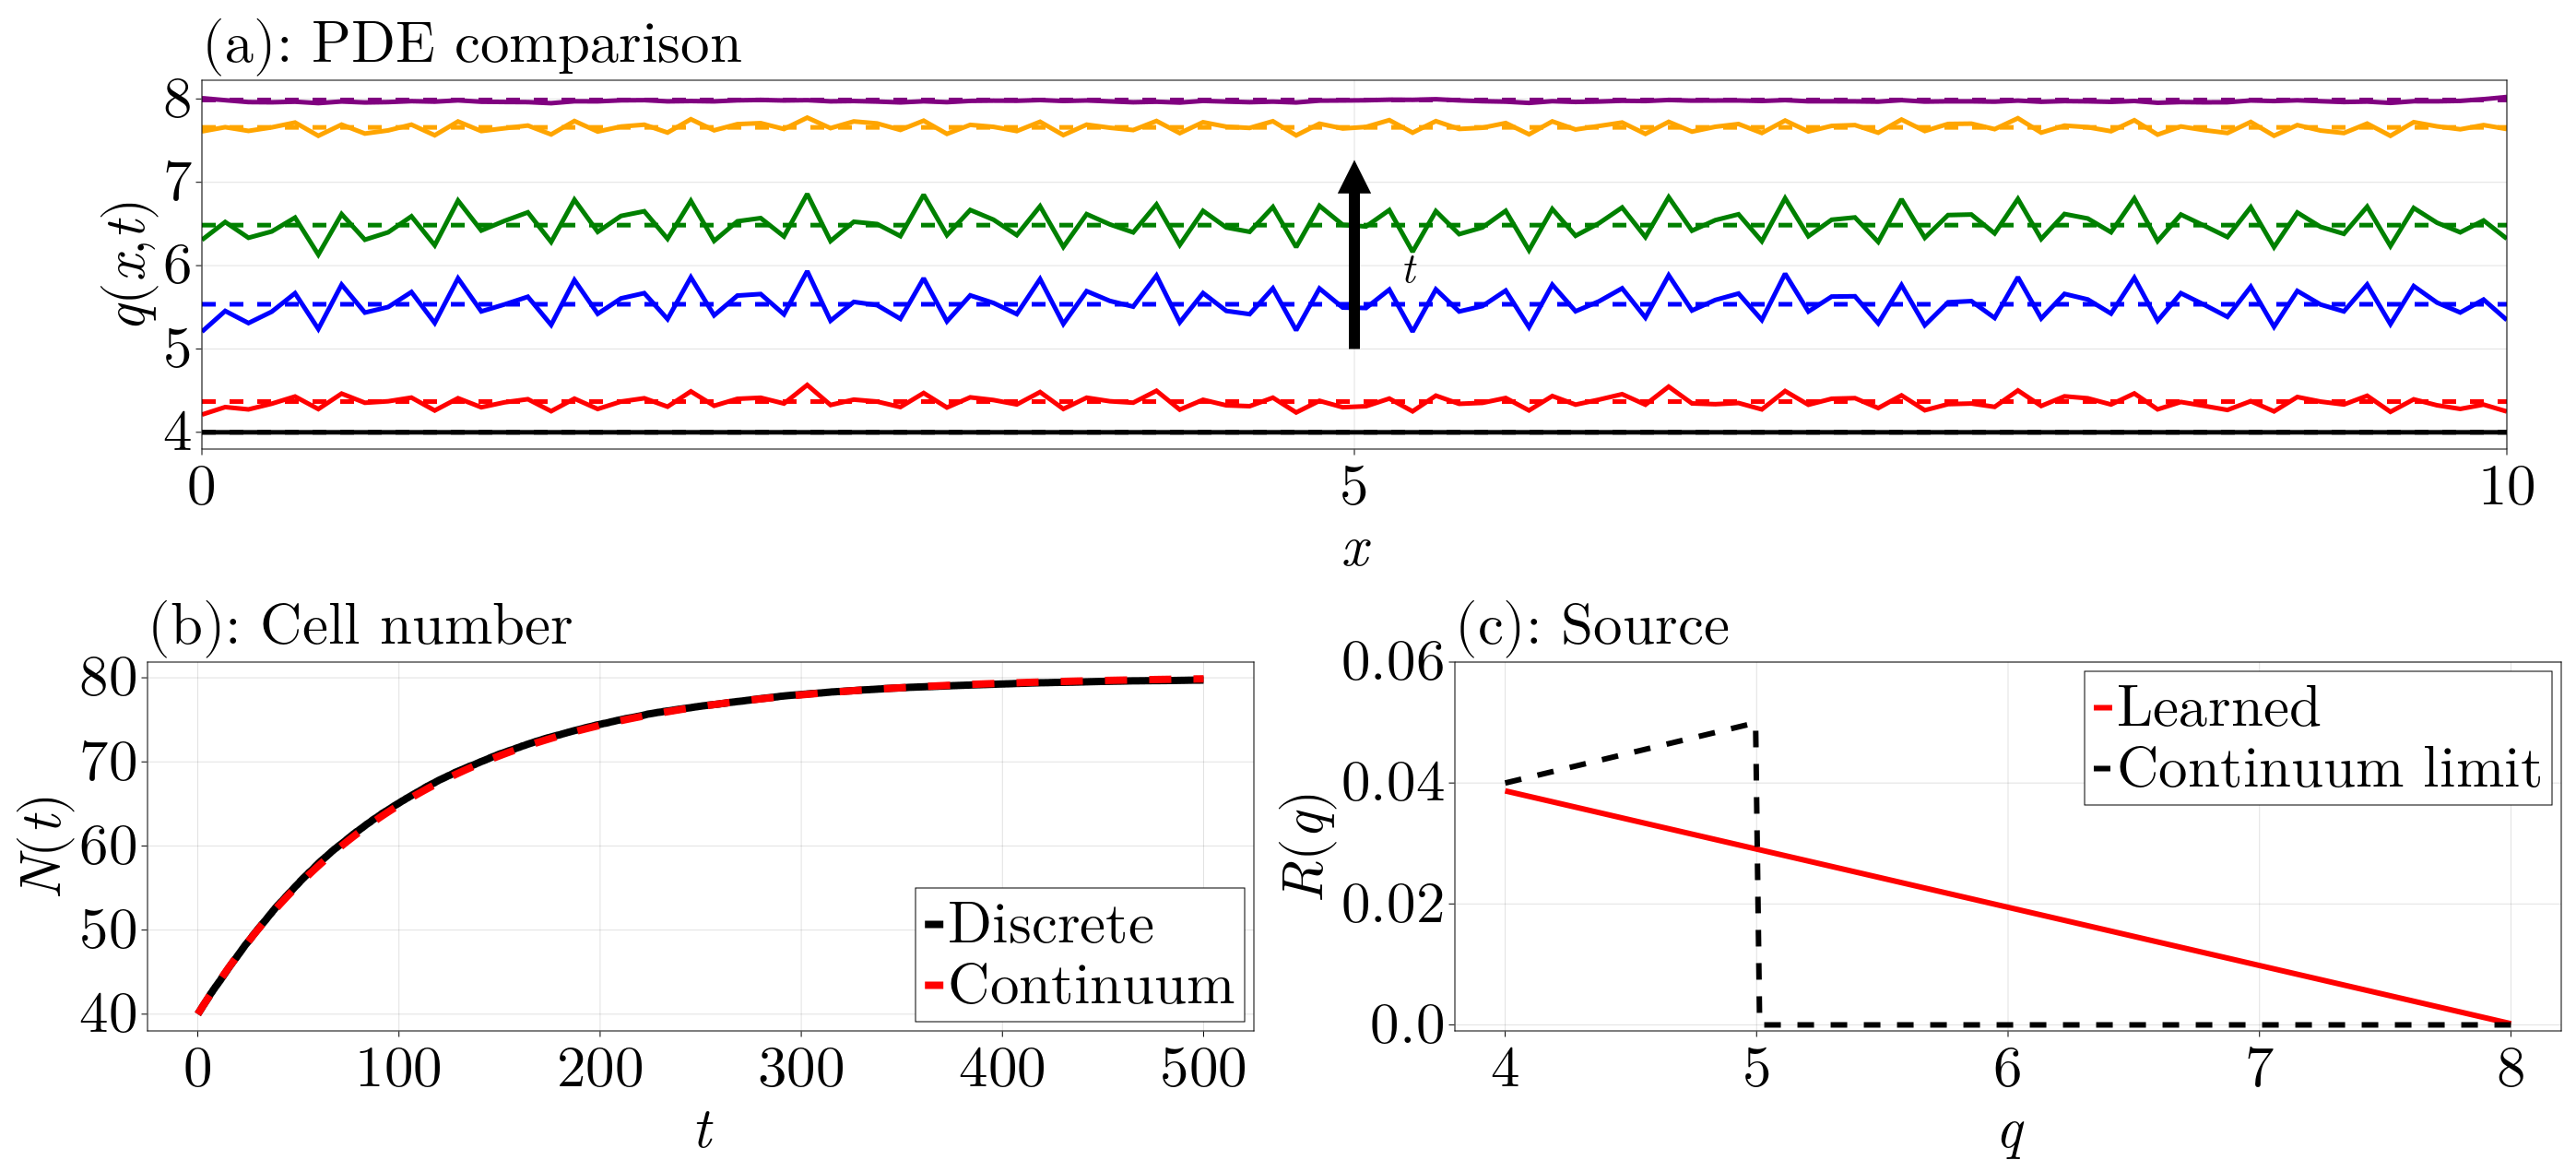 (a): PDE comparison
8
7
6
5
4
q(x,t)
t
0 5 10
x
(b): Cell number
80
70
60
50
40
N(t)
Discrete
Continuum
0 100 200 300 400 500
t
(c): Source
0.06
0.04
0.02
0.0
R(q)
Learned
Continuum limit
4 5 6 7 8
q